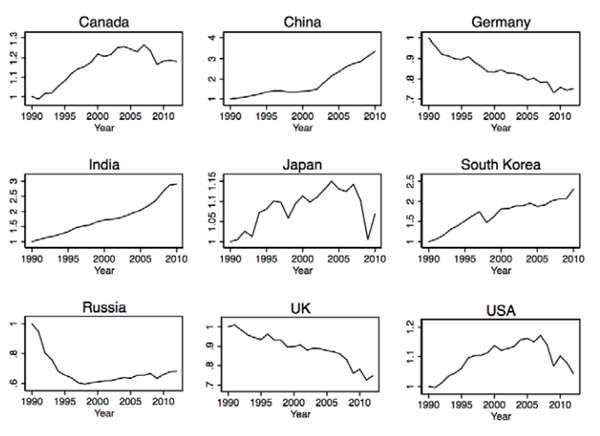 Canada
1 1.1 1.2 1.3
1990 1995 2000 2005 2010
Year
China
1 2 3 4
1990 1995 2000 2005 2010
Year
Germany
.7 .8 .9 1
1990 1995 2000 2005 2010
Year
India
1 1.5 2 2.5 3
1990 1995 2000 2005 2010
Year
Japan
1 1.05 1.1 1.15
1990 1995 2000 2005 2010
Year
South Korea
1 1.5 2 2.5
1990 1995 2000 2005 2010
Year
Russia
.6 .8 1
1990 1995 2000 2005 2010
Year
UK
.7 .8 .9 1
1990 1995 2000 2005 2010
Year
USA
1 1.1 1.2
1990 1995 2000 2005 2010
Year